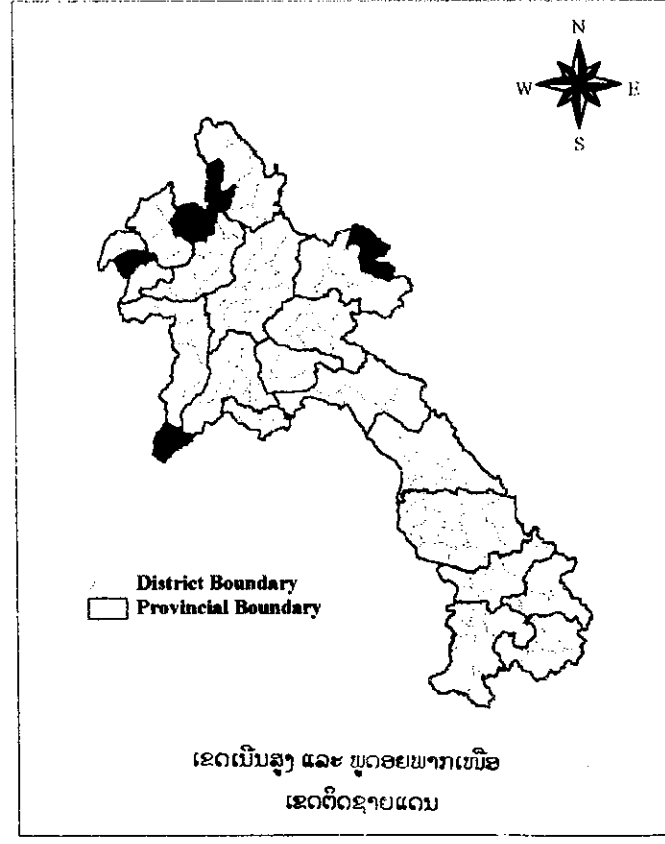 N
W E
S
District Boundary
Provincial Boundary
ເຂດເນີນສູງ ແລະ ພູດອຍພາກເໜືອ
ເຂດຕິດຊາຍແດນ